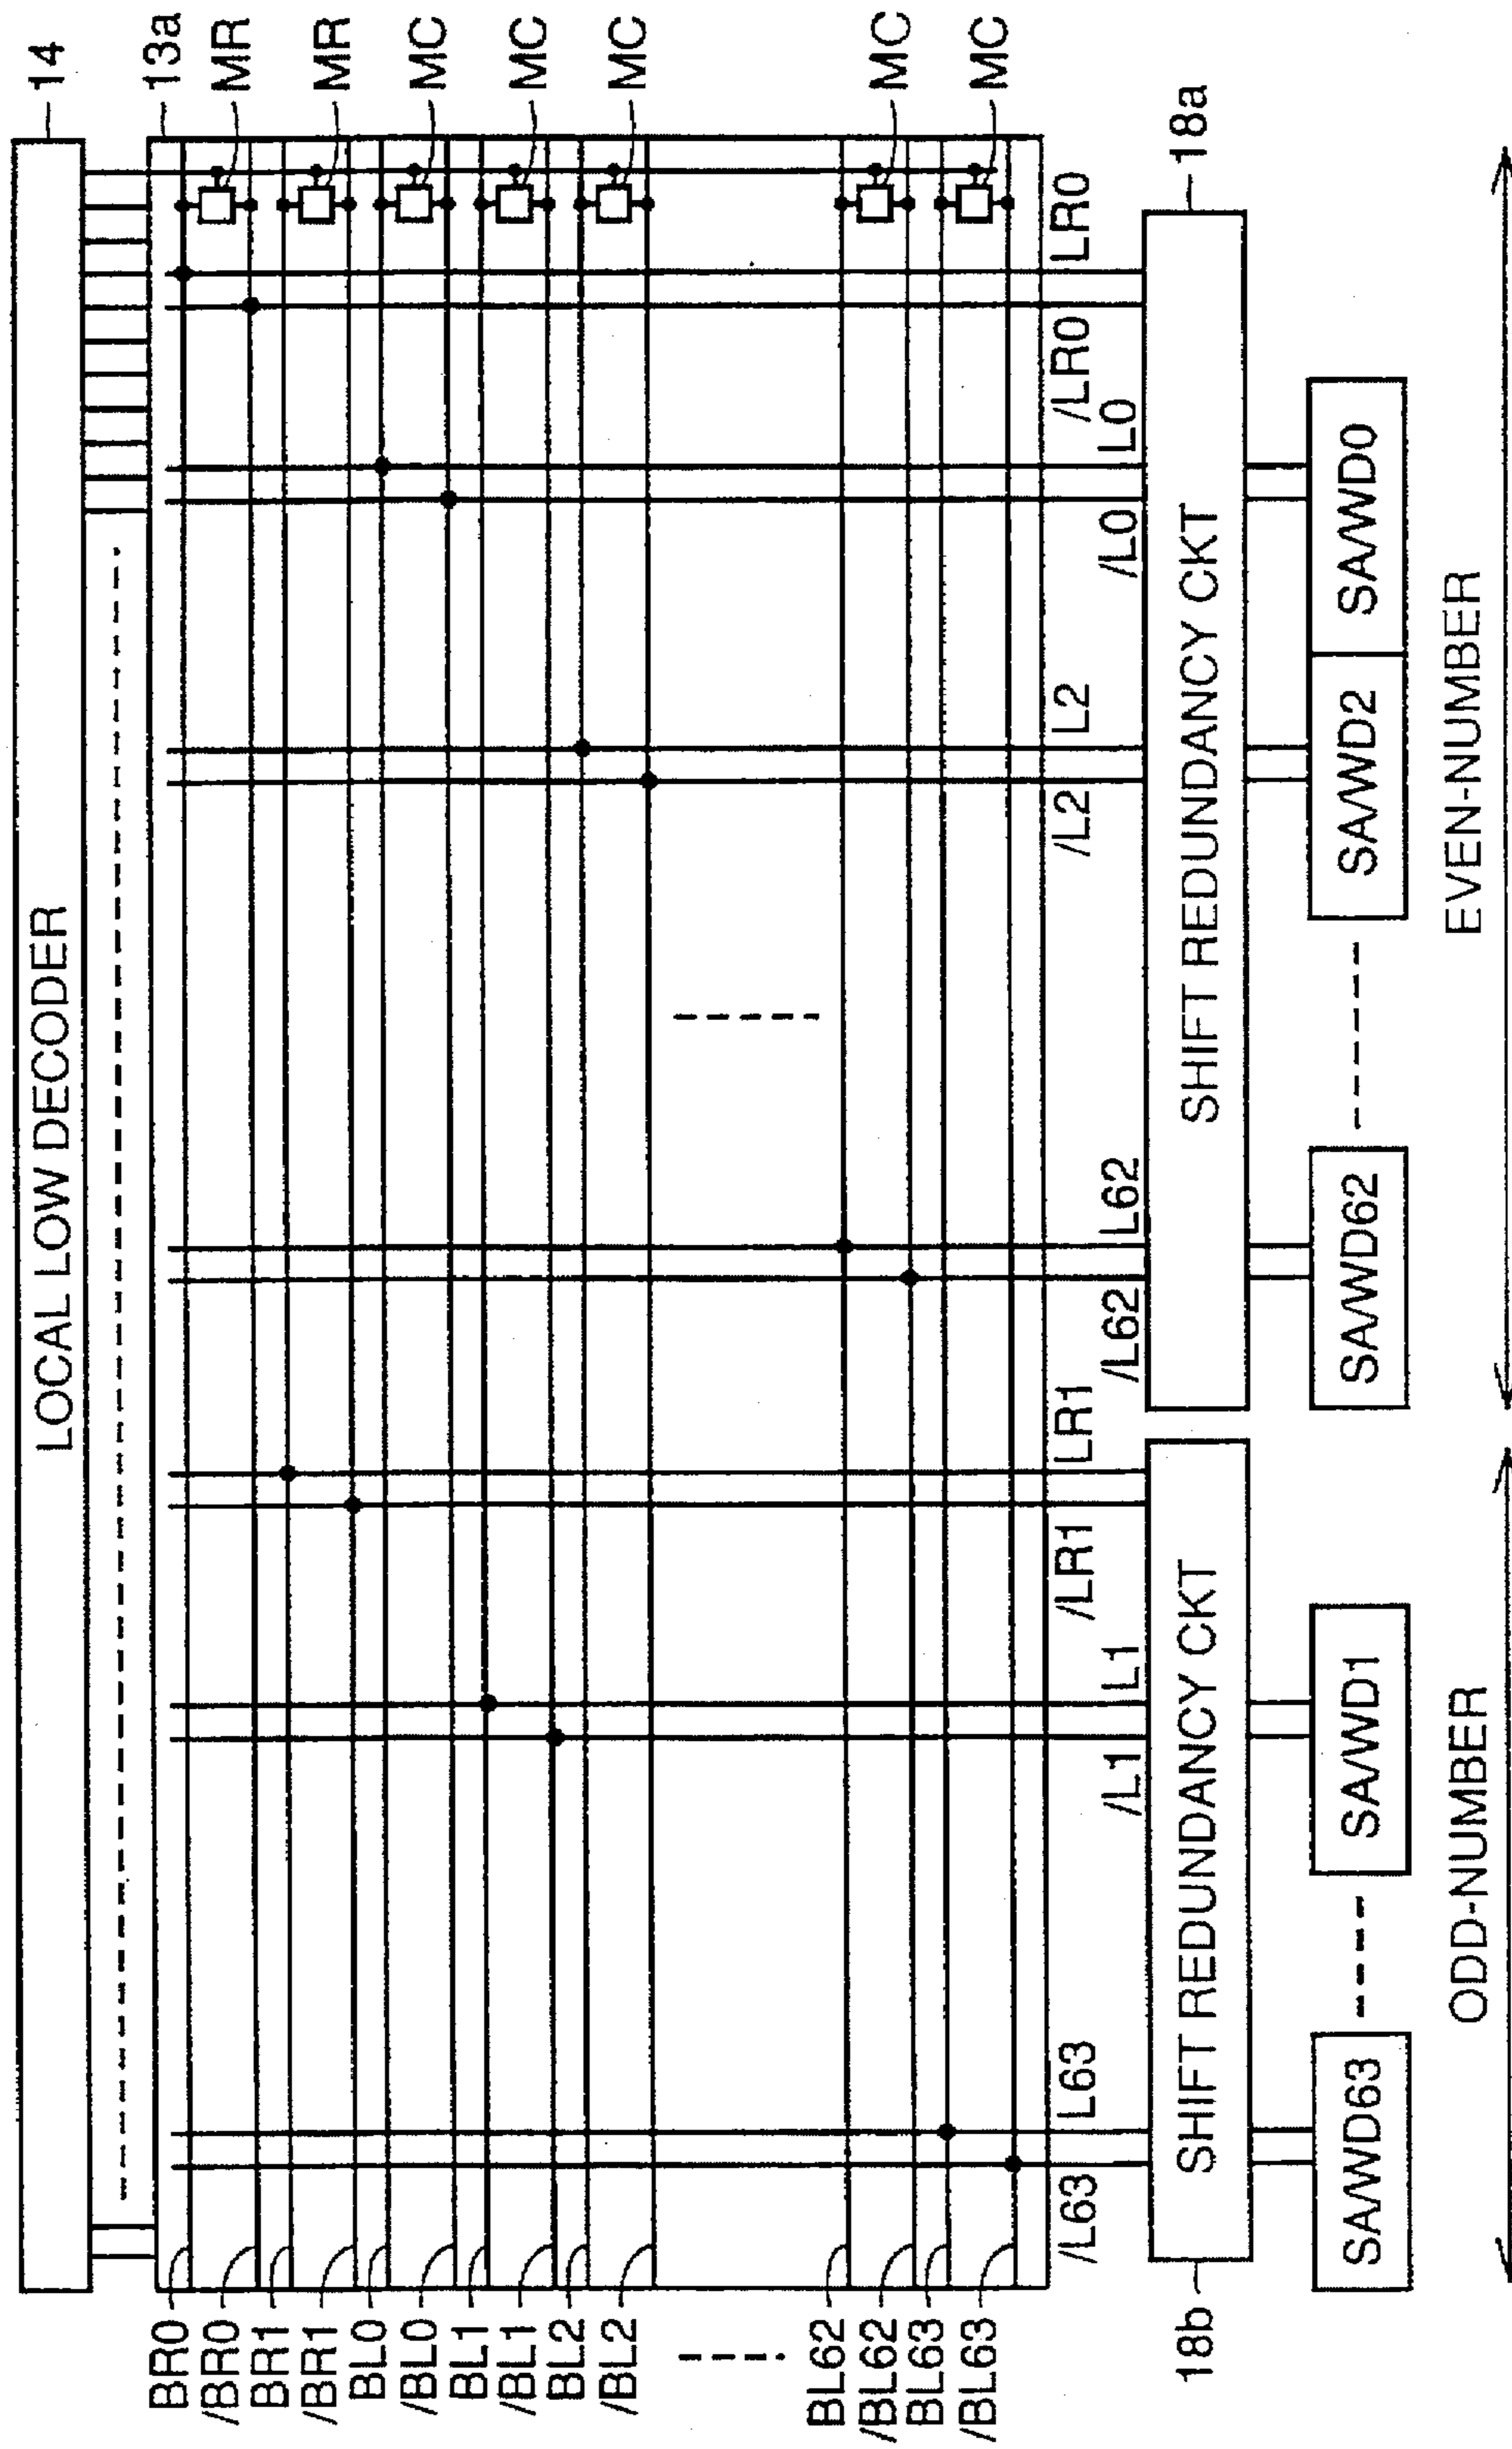 LOCAL LOW DECODER
14
13a
MR
MR
MC
MC
MC
MC
MC
BR0
/BR0
BR1
/BR1
BL0
/BL0
BL1
/BL1
BL2
/BL2
BL62
/BL62
BL63
/BL63
/L63
L63
/L1
L1
/LR1
LR1
/L62
L62
/L2
L2
/L0
L0
/LR0
LR0
18b
SHIFT REDUNDANCY CKT
SHIFT REDUNDANCY CKT
18a
SA/WD63
SA/WD1
SA/WD62
SA/WD2
SA/WD0
ODD-NUMBER
EVEN-NUMBER